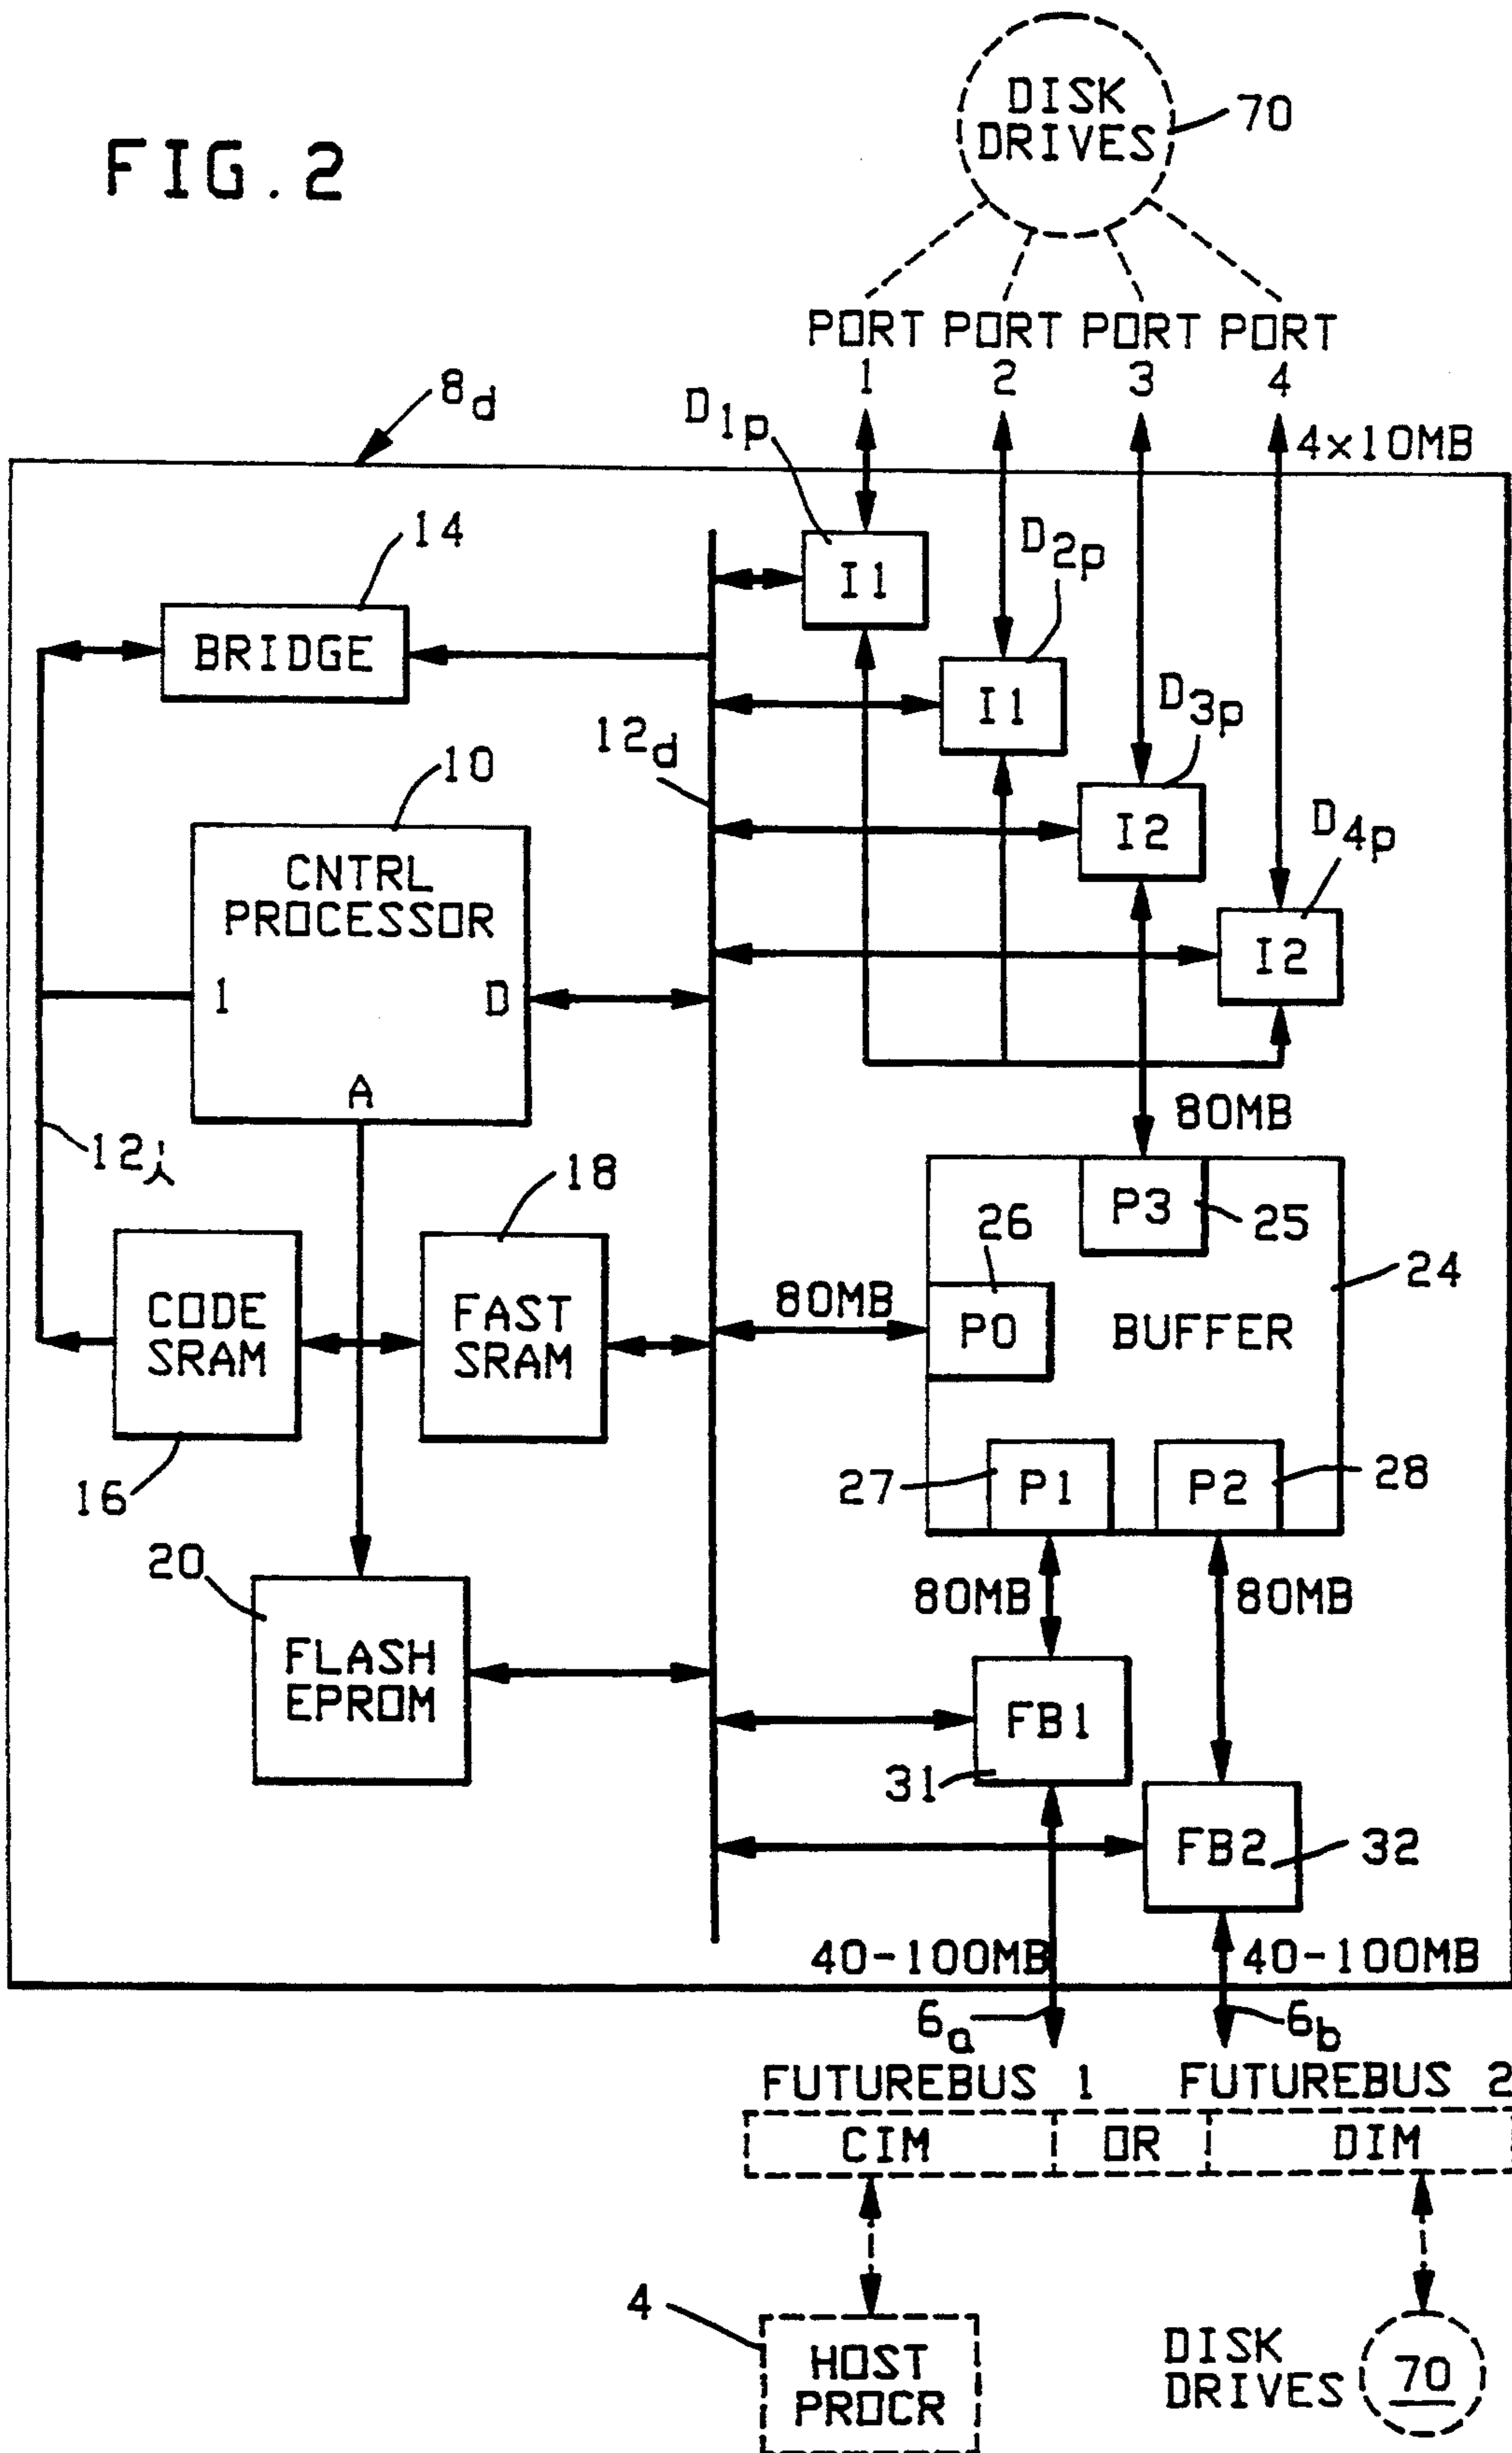 FIG.2
DISK
DRIVES
70
PORT PORT PORT PORT
1 2 3 4
8d
D1p
4x10MB
14
I1
D2p
BRIDGE
I1
D3p
12d
10
I2
D4p
CNTRL
PROCESSOR
I2
1 D
A
80MB
12i
18
P3
25
26
24
CODE
SRAM
FAST
SRAM
80MB
P0
BUFFER
16
27
P1
P2
28
20
80MB
80MB
FLASH
EPROM
FB1
31
FB2
32
40-100MB
40-100MB
6a
6b
FUTUREBUS 1 FUTUREBUS 2
CIM OR DIM
4
HOST
PROCR
DISK
DRIVES
70